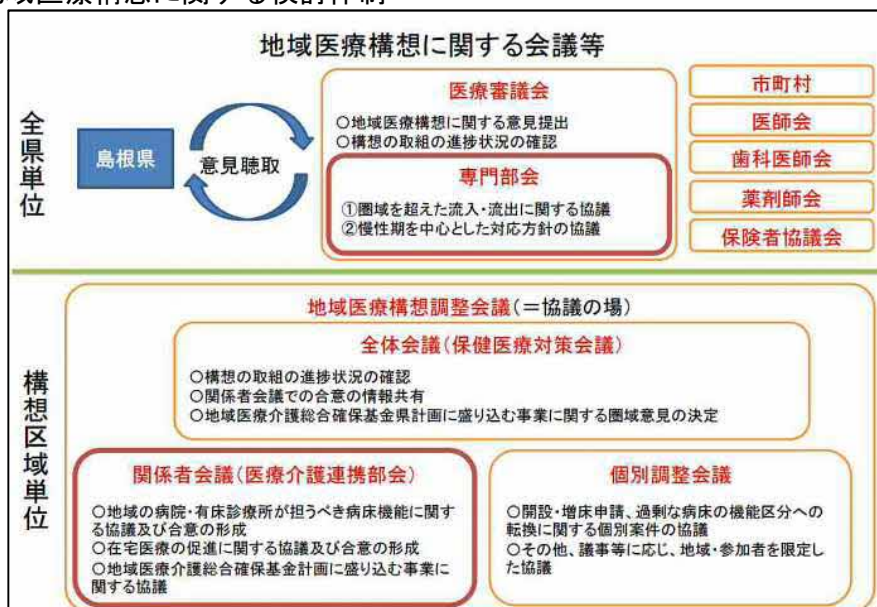 地域医療構想に関する検討体制
地域医療構想に関する会議等
全県単位
島根県
意見聴取
医療審議会
○地域医療構想に関する意見提出
○構想の取組の進捗状況の確認
専門部会
①圏域を超えた流入・流出に関する協議
②慢性期を中心とした対応方針の協議
市町村
医師会
歯科医師会
薬剤師会
保険者協議会
構想区域単位
地域医療構想調整会議(=協議の場)
全体会議(保健医療対策会議)
○構想の取組の進捗状況の確認
○関係者会議での合意の情報共有
○地域医療介護総合確保基金県計画に盛り込む事業に関する圏域意見の決定
関係者会議(医療介護連携部会)
○地域の病院・有床診療所が担うべき病床機能に関す
る協議及び合意の形成
○在宅医療の促進に関する協議及び合意の形成
○地域医療介護総合確保基金計画に盛り込む事業に
関する協議
個別調整会議
○開設・増床申請、過剰な病床の機能区分への
転換に関する個別案件の協議
○その他、議事等に応じ、地域・参加者を限定し
た協議